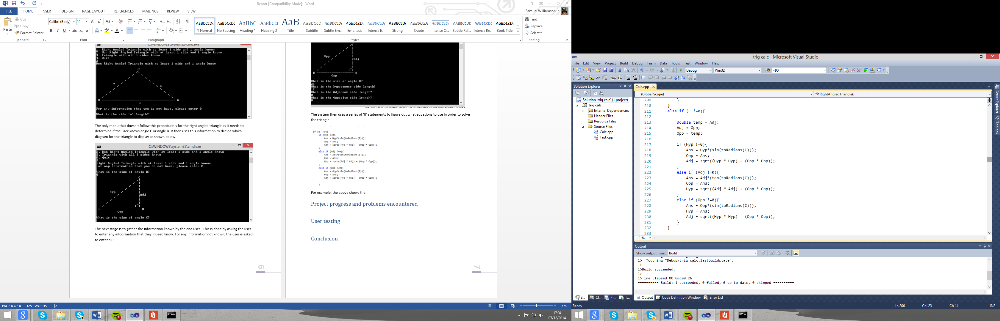 Report [Compatibility Mode] - Word
FILE HOME INSERT DESIGN PAGE LAYOUT REFERENCES MAILINGS REVIEW VIEW
Samuel Williamson
Paste
Cut
Copy
Format Painter
Clipboard
Calibri (Body) 11
Font
Paragraph
AaBbCcDc AaBbCcDc AaBbC AaBbCcI AaB AaBbCcD AaBbCcDc AaBbCcDc AaBbCcDc AaBbCcDc AaBbCcDc AaBbCcDc AABBCCDE AABBCCDE AaBbCcDc
¶ Normal No Spacing Heading 1 Heading 2 Title Subtitle Subtle Em... Emphasis Intense E... Strong Quote Intense Q... Subtle Ref... Intense Re... Book Title
Styles
Find
Replace
Select
Editing
C:\WINDOWS\system32\cmd.exe
1. Right Angled Triangle with at least 1 side and 1 angle known
2. Non Right Angled Triangle with at least 1 side and 1 angle known
3. Triangle with all 3 sides known
4. Quit
2
Non Right Angled Triangle with at least 1 side and 1 angle known
C
a b
B A
c
For any information that you do not have, please enter 0
What is the side 'a' length?
The only menu that doesn't follow this procedure is for the right angled triangle as it needs to
determine if the user knows angle C or angle B. It then uses this information to decide which
diagram for the triangle to display as shown below.
C:\WINDOWS\system32\cmd.exe
2. Non Right Angled Triangle with at least 1 side and 1 angle known
3. Triangle with all 3 sides known
4. Quit
1
Right Angled Triangle with at least 1 side and 1 angle known
For any information that you do not have, please enter 0
What is the size of angle B?
0
C
Hyp
Adj
B A
Opp
What is the size of angle C?
The next stage is to gather the information known by the end user. This is done by asking the user
to enter any inf0ormation that they indeed know. For any information not known, the user is asked
to enter a 0.
6
Hyp
Adj
B A
Opp
What is the size of angle C?
25
What is the hypotenuse side length?
12
What is the Adjacent side length?
0
What is the Opposite side length?
0
The system then uses a series of 'If' statements to figure out what equations to use in order to solve
the triangle.
if (B !=0){
if (Hyp !=0){
Ans = Hyp*(sin(toRadians(B)));
Opp = Ans;
Adj = sqrt((Hyp * Hyp) - (Opp * Opp));
}
else if (Adj !=0){
Ans = Adj*(tan(toRadians(B)));
Opp = Ans;
Hyp = sqrt((Adj * Adj) + (Opp * Opp));
}
else if (Opp !=0){
Ans = Opp/(sin(toRadians(B)));
Hyp = Ans;
Adj = sqrt((Hyp * Hyp) - (Opp * Opp));
}
For example, the above shows the
Project progress and problems encountered
User testing
Conclusion
7
PAGE 8 OF 8 1251 WORDS
90%
17:04
07/12/2014
trig calc - Microsoft Visual Studio
File Edit View Project Build Debug Team Data Tools Test Window Help
Debug Win32 =90
Solution Explorer
Solution 'trig calc' (1 project)
trig calc
External Dependencies
Header Files
Resource Files
Source Files
Calc.cpp
Test.cpp
Calc.cpp
(Global Scope) RightAngledTriangle()
209 }
210 }
211 else if (C !=0){
212
213 double temp = Adj;
214 Adj = Opp;
215 Opp = temp;
216
217 if (Hyp !=0){
218 Ans = Hyp*(sin(toRadians(C)));
219 Opp = Ans;
220 Adj = sqrt((Hyp * Hyp) - (Opp * Opp));
221 }
222 else if (Adj !=0){
223 Ans = Adj*(tan(toRadians(C)));
224 Opp = Ans;
225 Hyp = sqrt((Adj * Adj) + (Opp * Opp));
226 }
227 else if (Opp !=0){
228 Ans = Opp*(sin(toRadians(C)));
229 Hyp = Ans;
230 Adj = sqrt((Hyp * Hyp) - (Opp * Opp));
231 }
232 }
233
110 %
Server Explorer
Toolbox
Output
Show output from: Build
1> Touching "Debug\trig calc.lastbuildstate".
1>
1>Build succeeded.
1>
1>Time Elapsed 00:00:00.26
========== Build: 1 succeeded, 0 failed, 0 up-to-date, 0 skipped ==========
S... Cl... Pr... T...
Output Code Definition Window Error List
Ready Ln 206 Col 23 Ch 14 INS